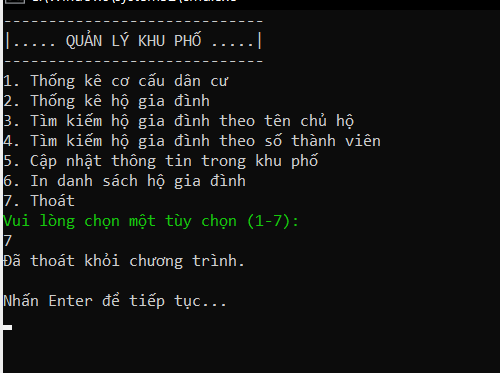 -----------------------------
|..... QUẢN LÝ KHU PHỐ .....|
-----------------------------
1. Thống kê cơ cấu dân cư
2. Thống kê hộ gia đình
3. Tìm kiếm hộ gia đình theo tên chủ hộ
4. Tìm kiếm hộ gia đình theo số thành viên
5. Cập nhật thông tin trong khu phố
6. In danh sách hộ gia đình
7. Thoát
Vui lòng chọn một tùy chọn (1-7):
7
Đã thoát khỏi chương trình.
Nhấn Enter để tiếp tục...